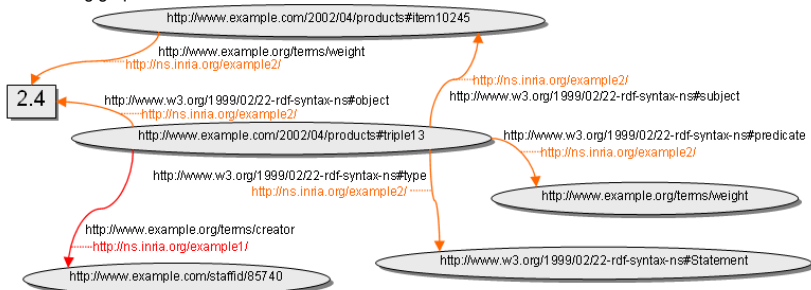 http://www.example.com/2002/04/products#item10245
http://www.example.org/terms/weight
http://ns.inria.org/example2/
http://ns.inria.org/example2/
2.4
http://www.w3.org/1999/02/22-rdf-syntax-ns#object
http://www.w3.org/1999/02/22-rdf-syntax-ns#subject
http://ns.inria.org/example2/
http://www.example.com/2002/04/products#triple13
http://www.w3.org/1999/02/22-rdf-syntax-ns#predicate
http://ns.inria.org/example2/
http://www.w3.org/1999/02/22-rdf-syntax-ns#type
http://ns.inria.org/example2/
http://www.example.org/terms/weight
http://www.example.org/terms/creator
http://ns.inria.org/example1/
http://www.w3.org/1999/02/22-rdf-syntax-ns#Statement
http://www.example.com/staffid/85740